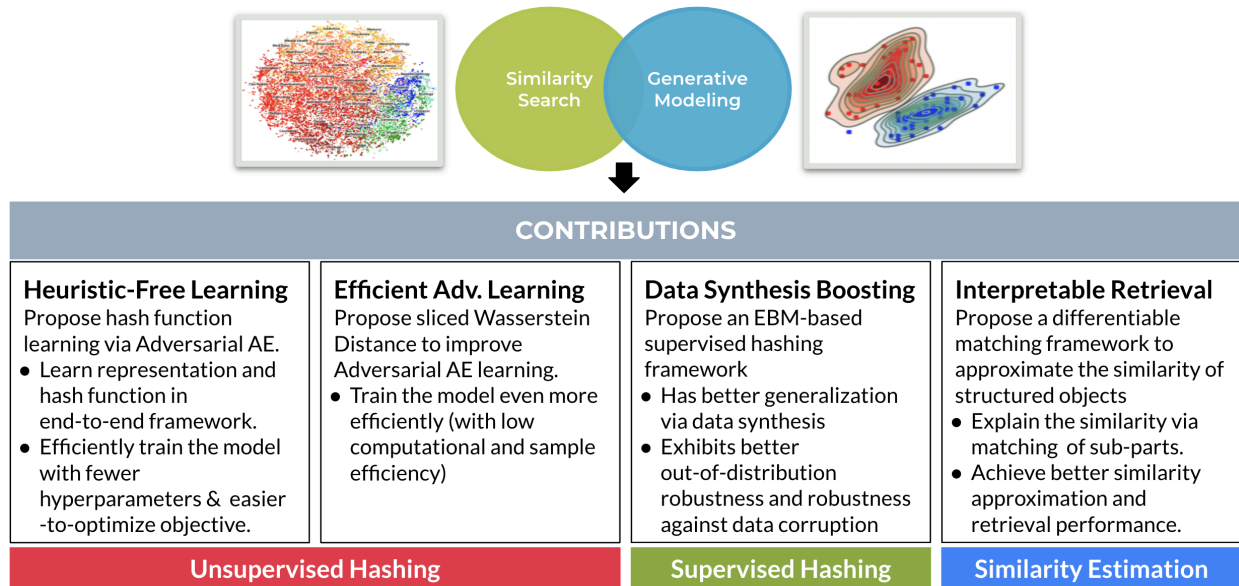 Similarity
Search
Generative
Modeling
CONTRIBUTIONS
Heuristic-Free Learning
Propose hash function
learning via Adversarial AE.
● Learn representation and
hash function in
end-to-end framework.
● Efficiently train the model
with fewer
hyperparameters & easier
-to-optimize objective.
Efficient Adv. Learning
Propose sliced Wasserstein
Distance to improve
Adversarial AE learning.
● Train the model even more
efficiently (with low
computational and sample
efficiency)
Unsupervised Hashing
Data Synthesis Boosting
Propose an EBM-based
supervised hashing
framework
● Has better generalization
via data synthesis
● Exhibits better
out-of-distribution
robustness and robustness
against data corruption
Supervised Hashing
Interpretable Retrieval
Propose a differentiable
matching framework to
approximate the similarity of
structured objects
● Explain the similarity via
matching of sub-parts.
● Achieve better similarity
approximation and
retrieval performance.
Similarity Estimation